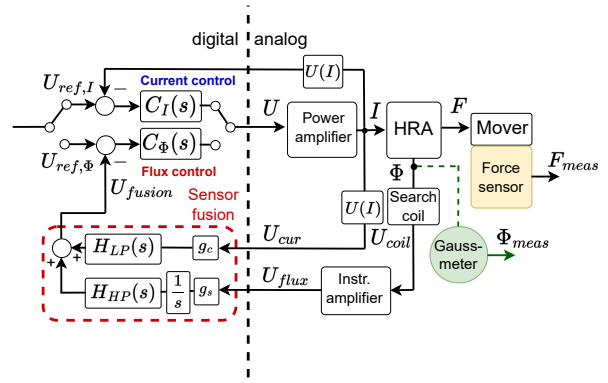 digital analog
U(I)
U_{ref,I} − Current control
C_I(s)
U
Power
amplifier
I
HRA
F
Mover
C_Φ(s)
U_{ref,Φ} − Flux control
Φ
Force
sensor
F_{meas}
U_{fusion}
Sensor
fusion
U(I)
Search
coil
H_{LP}(s) g_c
U_{cur}
U_{coil}
Gauss-
meter
Φ_{meas}
+ +
H_{HP}(s) 1/s g_s
U_{flux}
Instr.
amplifier